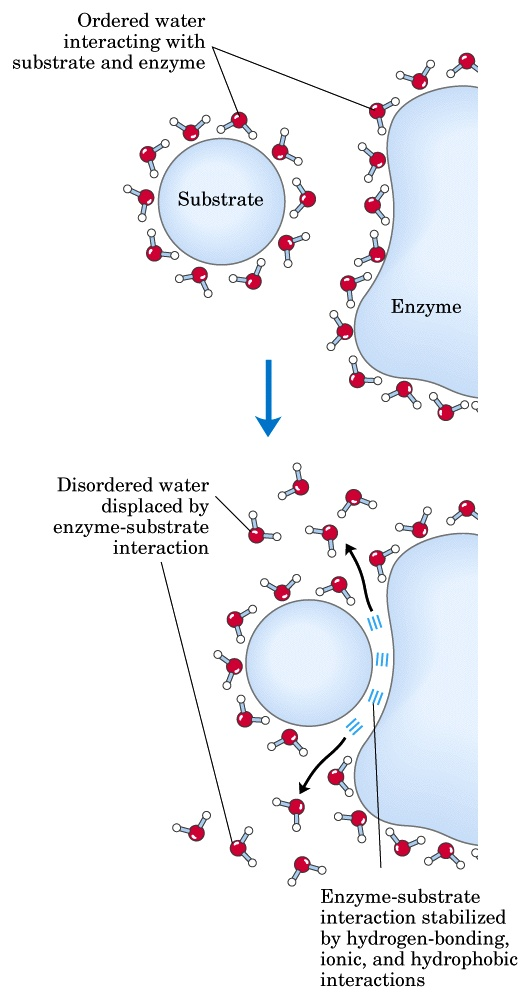 Ordered water
interacting with
substrate and enzyme
Substrate
Enzyme
Disordered water
displaced by
enzyme-substrate
interaction
Enzyme-substrate
interaction stabilized
by hydrogen-bonding,
ionic, and hydrophobic
interactions